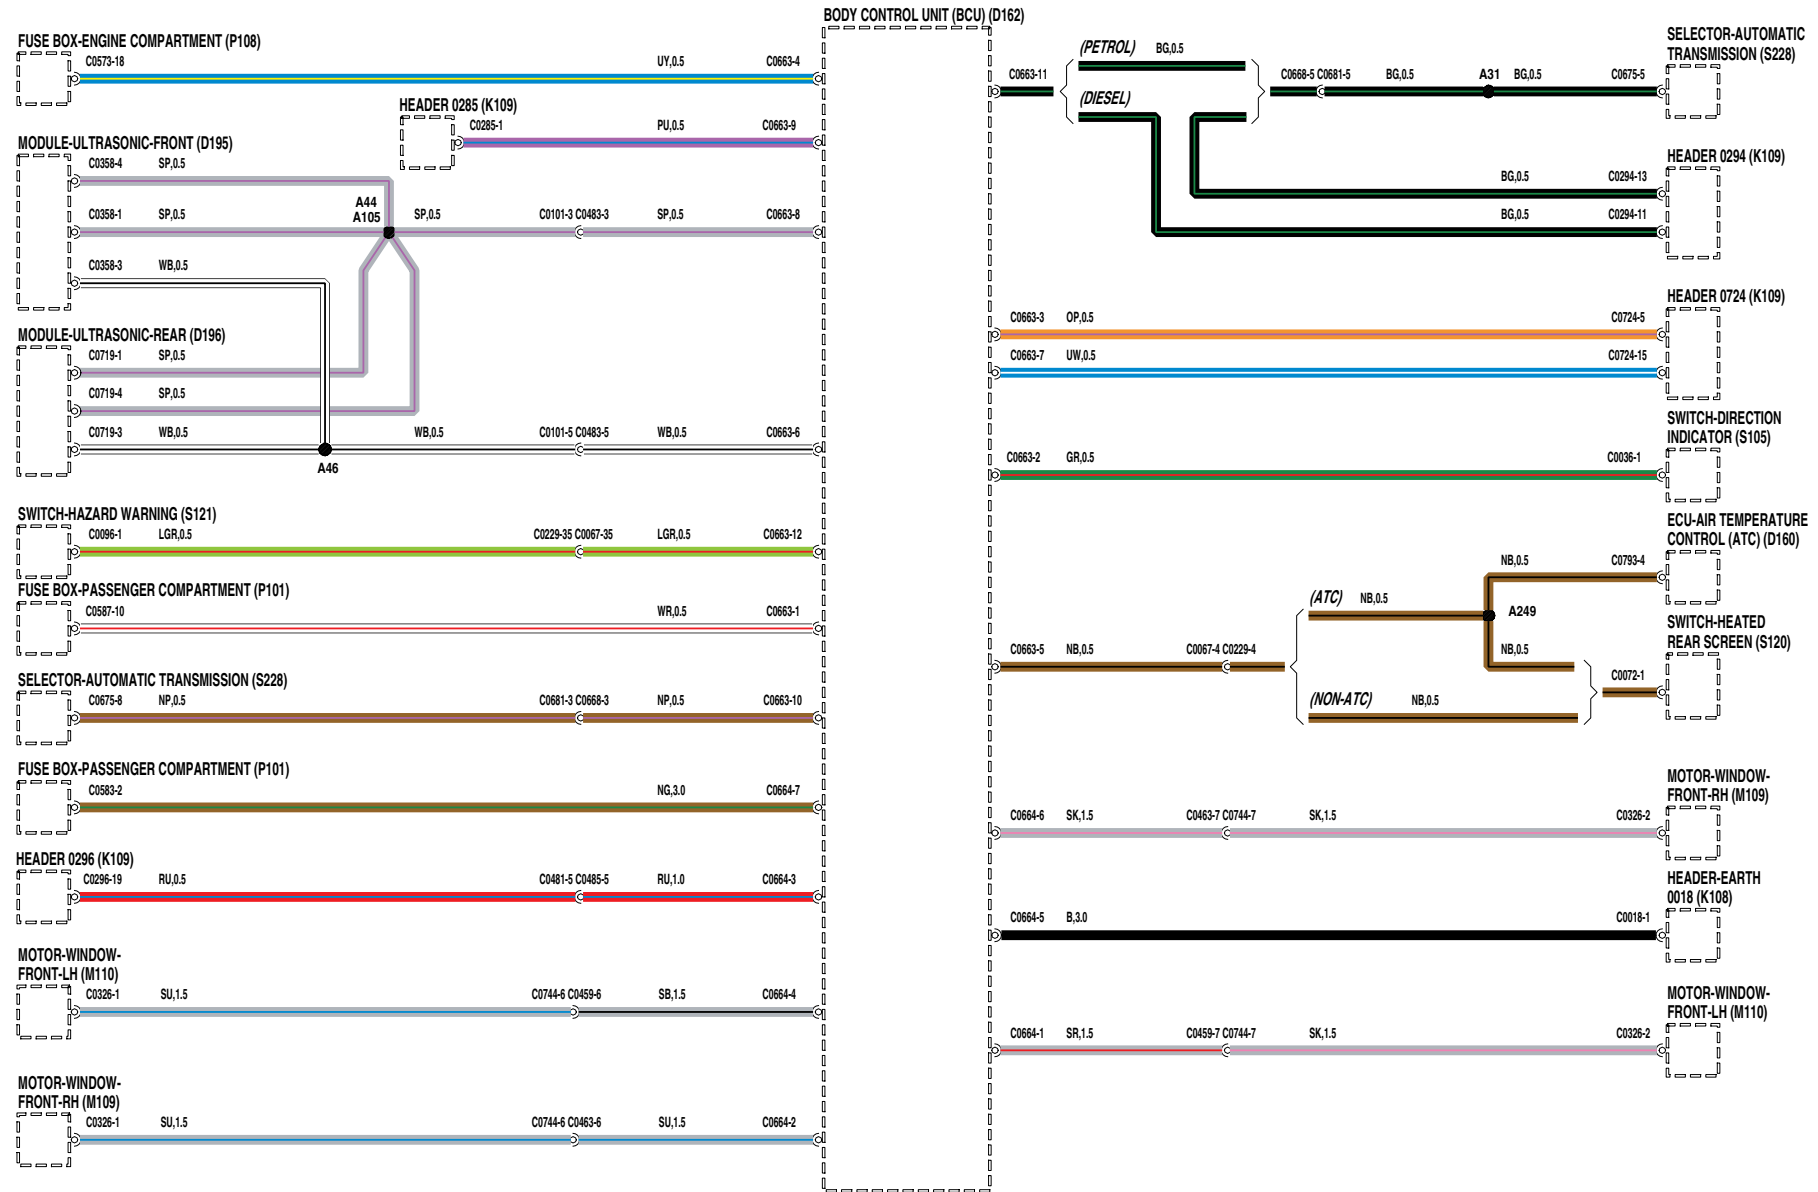 BODY CONTROL UNIT (BCU) (D162)
FUSE BOX-ENGINE COMPARTMENT (P108)
C0573-18 UY,0.5 C0663-4
HEADER 0285 (K109)
C0285-1 PU,0.5 C0663-9
MODULE-ULTRASONIC-FRONT (D195)
C0358-4 SP,0.5
A44
A105
C0358-1 SP,0.5 SP,0.5 C0101-3 C0483-3 SP,0.5 C0663-8
C0358-3 WB,0.5
MODULE-ULTRASONIC-REAR (D196)
C0719-1 SP,0.5
C0719-4 SP,0.5
C0719-3 WB,0.5 WB,0.5 C0101-5 C0483-5 WB,0.5 C0663-6
A46
SWITCH-HAZARD WARNING (S121)
C0096-1 LGR,0.5 C0229-35 C0067-35 LGR,0.5 C0663-12
FUSE BOX-PASSENGER COMPARTMENT (P101)
C0587-10 WR,0.5 C0663-1
SELECTOR-AUTOMATIC TRANSMISSION (S228)
C0675-8 NP,0.5 C0681-3 C0668-3 NP,0.5 C0663-10
FUSE BOX-PASSENGER COMPARTMENT (P101)
C0583-2 NG,3.0 C0664-7
HEADER 0296 (K109)
C0296-19 RU,0.5 C0481-5 C0485-5 RU,1.0 C0664-3
MOTOR-WINDOW-
FRONT-LH (M110)
C0326-1 SU,1.5 C0744-6 C0459-6 SB,1.5 C0664-4
MOTOR-WINDOW-
FRONT-RH (M109)
C0326-1 SU,1.5 C0744-6 C0463-6 SU,1.5 C0664-2
SELECTOR-AUTOMATIC
TRANSMISSION (S228)
(PETROL) BG,0.5
C0663-11 C0668-5 C0681-5 BG,0.5 A31 BG,0.5 C0675-5
(DIESEL)
HEADER 0294 (K109)
BG,0.5 C0294-13
BG,0.5 C0294-11
HEADER 0724 (K109)
C0663-3 OP,0.5 C0724-5
C0663-7 UW,0.5 C0724-15
SWITCH-DIRECTION
INDICATOR (S105)
C0663-2 GR,0.5 C0036-1
ECU-AIR TEMPERATURE
CONTROL (ATC) (D160)
NB,0.5 C0793-4
(ATC) NB,0.5
A249
SWITCH-HEATED
REAR SCREEN (S120)
C0663-5 NB,0.5 C0067-4 C0229-4 NB,0.5
C0072-1
(NON-ATC) NB,0.5
MOTOR-WINDOW-
FRONT-RH (M109)
C0664-6 SK,1.5 C0463-7 C0744-7 SK,1.5 C0326-2
HEADER-EARTH
0018 (K108)
C0664-5 B,3.0 C0018-1
MOTOR-WINDOW-
FRONT-LH (M110)
C0664-1 SR,1.5 C0459-7 C0744-7 SK,1.5 C0326-2